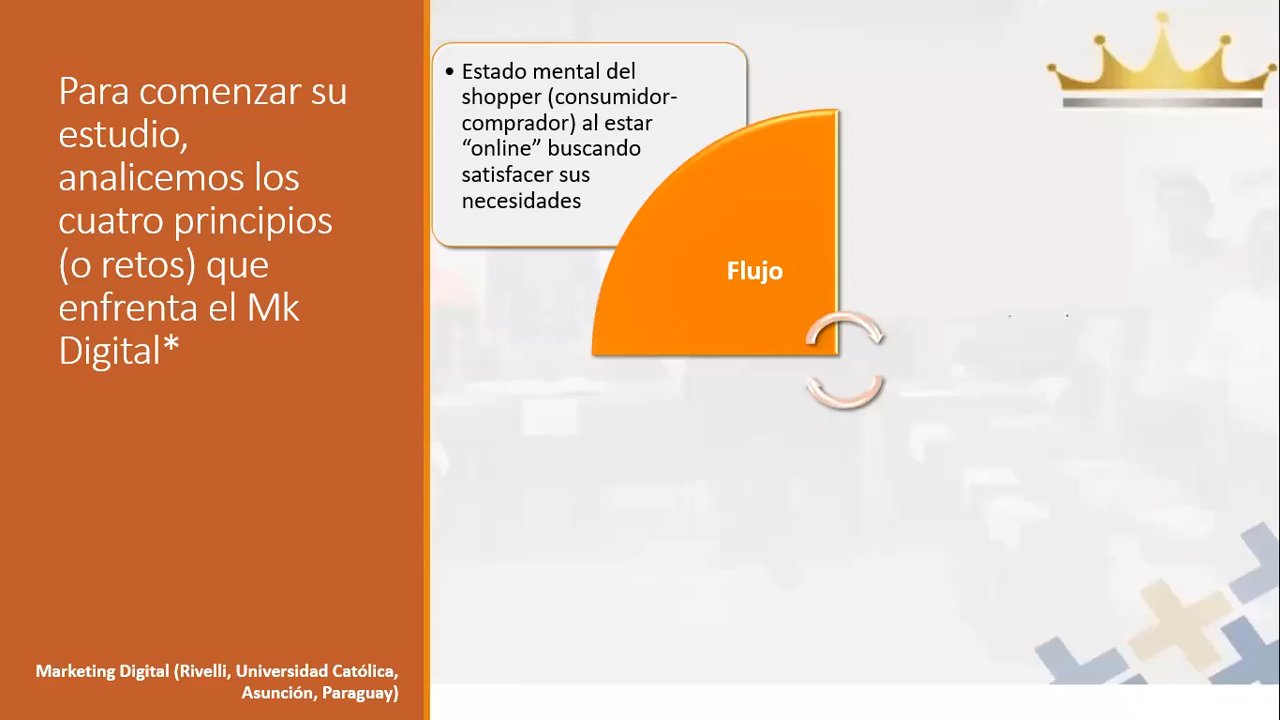 Para comenzar su
estudio,
analicemos los
cuatro principios
(o retos) que
enfrenta el Mk
Digital*
• Estado mental del
shopper (consumidor-
comprador) al estar
“online” buscando
satisfacer sus
necesidades
Flujo
Marketing Digital (Rivelli, Universidad Católica,
Asunción, Paraguay)